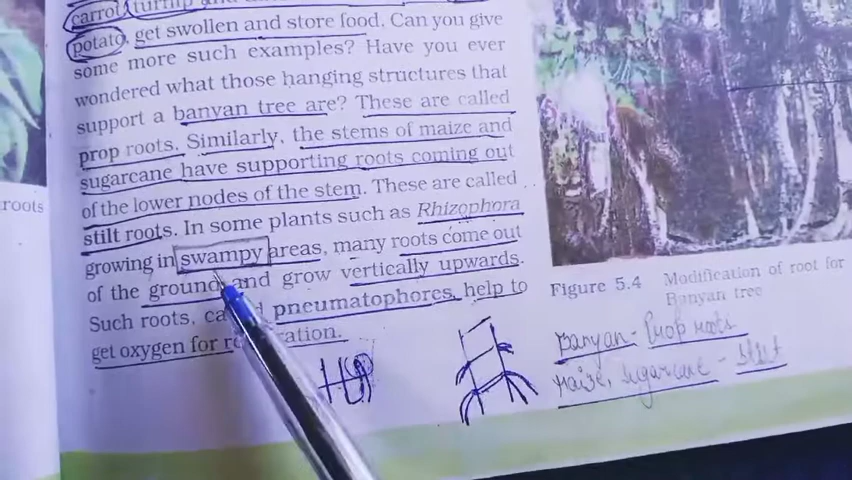 carrot, turnip and
potato, get swollen and store food. Can you give
some more such examples? Have you ever
wondered what those hanging structures that
support a banyan tree are? These are called
prop roots. Similarly, the stems of maize and
sugarcane have supporting roots coming out
of the lower nodes of the stem. These are called
stilt roots. In some plants such as Rhizophora
growing in swampy areas, many roots come out
of the ground and grow vertically upwards.
Such roots, called pneumatophores, help to
get oxygen for respiration.
roots
Figure 5.4 Modification of root for
Banyan tree
Banyan - Prop roots
Maize, sugarcane - stilt